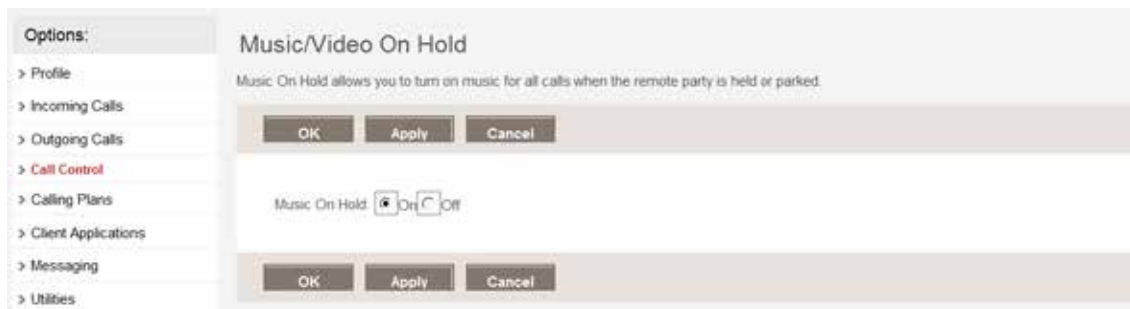 Options:
> Profile
> Incoming Calls
> Outgoing Calls
> Call Control
> Calling Plans
> Client Applications
> Messaging
> Utilities
Music/Video On Hold
Music On Hold allows you to turn on music for all calls when the remote party is held or parked.
OK Apply Cancel
Music On Hold: On Off
OK Apply Cancel